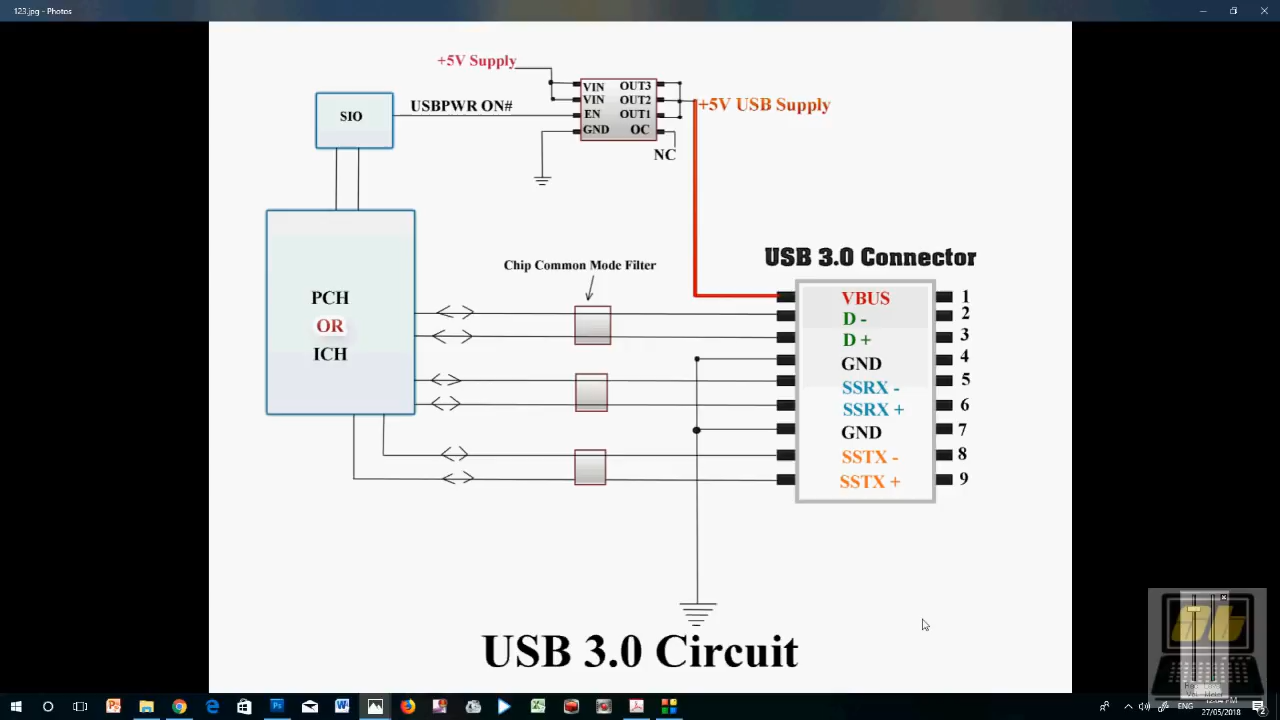 123.jpg - Photos
+5V Supply
VIN OUT3
VIN OUT2
EN OUT1
GND OC
NC
+5V USB Supply
USBPWR ON#
SIO
PCH
OR
ICH
Chip Common Mode Filter
USB 3.0 Connector
VBUS 1
D - 2
D + 3
GND 4
SSRX - 5
SSRX + 6
GND 7
SSTX - 8
SSTX + 9
USB 3.0 Circuit
ENG
27/05/2018